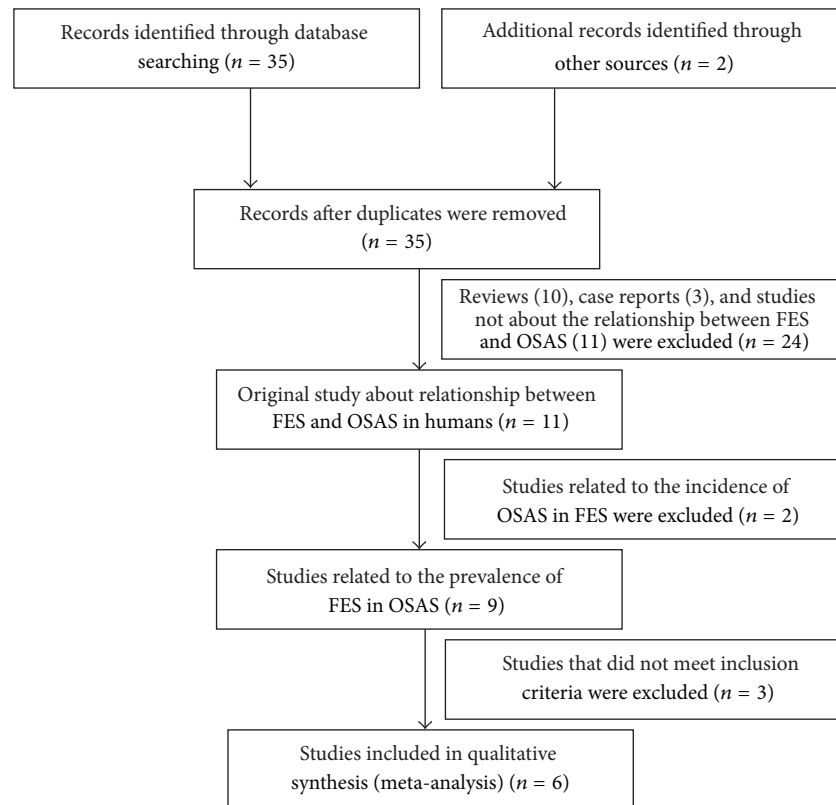 Records identified through database
searching (n = 35)
Additional records identified through
other sources (n = 2)
Records after duplicates were removed
(n = 35)
Reviews (10), case reports (3), and studies
not about the relationship between FES
and OSAS (11) were excluded (n = 24)
Original study about relationship between
FES and OSAS in humans (n = 11)
Studies related to the incidence of
OSAS in FES were excluded (n = 2)
Studies related to the prevalence of
FES in OSAS (n = 9)
Studies that did not meet inclusion
criteria were excluded (n = 3)
Studies included in qualitative
synthesis (meta-analysis) (n = 6)